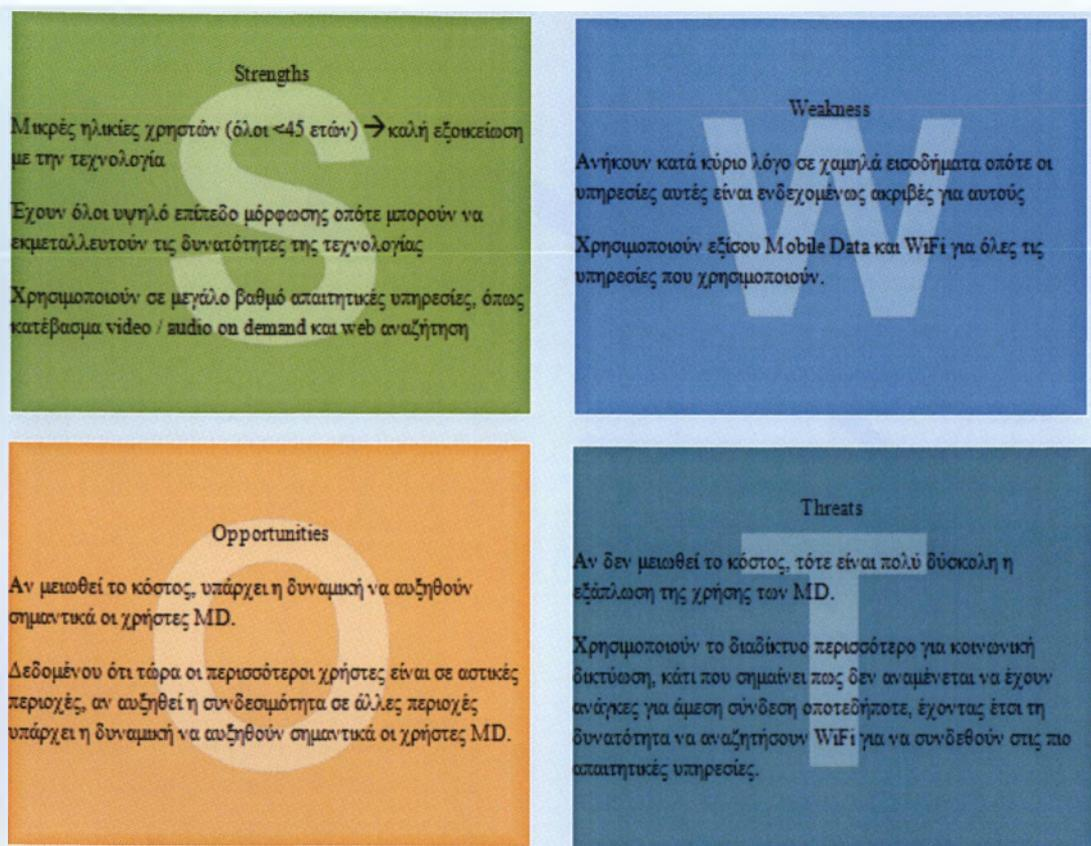 Strengths
Μικρές ηλικίες χρηστών (όλοι <45 ετών) →καλή εξοικείωση
με την τεχνολογία
Έχουν όλοι υψηλό επίπεδο μόρφωσης οπότε μπορούν να
εκμεταλλευτούν τις δυνατότητες της τεχνολογίας
Χρησιμοποιούν σε μεγάλο βαθμό απαιτητικές υπηρεσίες, όπως
κατέβασμα video / audio on demand και web αναζήτηση
S
Weakness
Ανήκουν κατά κύριο λόγο σε χαμηλά εισοδήματα οπότε οι
υπηρεσίες αυτές είναι ενδεχομένως ακριβές για αυτούς
Χρησιμοποιούν εξίσου Mobile Data και WiFi για όλες τις
υπηρεσίες που χρησιμοποιούν.
W
Opportunities
Αν μειωθεί το κόστος, υπάρχει η δυναμική να αυξηθούν
σημαντικά οι χρήστες MD.
Δεδομένου ότι τώρα οι περισσότεροι χρήστες είναι σε αστικές
περιοχές, αν αυξηθεί η συνδεσιμότητα σε άλλες περιοχές
υπάρχει η δυναμική να αυξηθούν σημαντικά οι χρήστες MD.
O
Threats
Αν δεν μειωθεί το κόστος, τότε είναι πολύ δύσκολη η
εξάπλωση της χρήσης των MD.
Χρησιμοποιούν το διαδίκτυο περισσότερο για κοινωνική
δικτύωση, κάτι που σημαίνει πως δεν αναμένεται να έχουν
ανάγκες για άμεση σύνδεση οποτεδήποτε, έχοντας έτσι τη
δυνατότητα να αναζητήσουν WiFi για να συνδεθούν στις πιο
απαιτητικές υπηρεσίες.
T